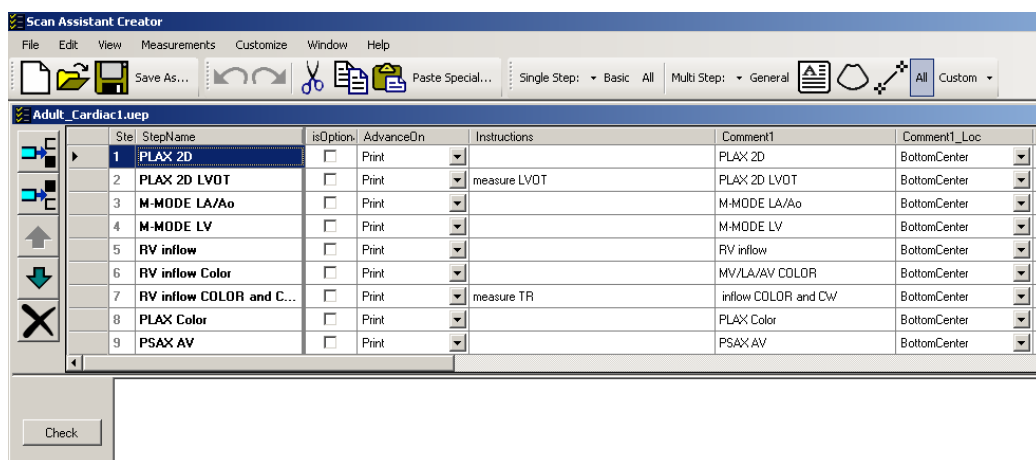 Scan Assistant Creator
File Edit View Measurements Customize Window Help
Save As... Paste Special... Single Step: Basic All Multi Step: General All Custom
Adult_Cardiac1.uep
Ste StepName isOption. AdvanceOn Instructions Comment1 Comment1_Loc
1 PLAX 2D Print PLAX 2D BottomCenter
2 PLAX 2D LVOT Print measure LVOT PLAX 2D LVOT BottomCenter
3 M-MODE LA/Ao Print M-MODE LA/Ao BottomCenter
4 M-MODE LV Print M-MODE LV BottomCenter
5 RV inflow Print RV inflow BottomCenter
6 RV inflow Color Print MV/LA/AV COLOR BottomCenter
7 RV inflow COLOR and C... Print measure TR inflow COLOR and CW BottomCenter
8 PLAX Color Print PLAX Color BottomCenter
9 PSAX AV Print PSAX AV BottomCenter
Check